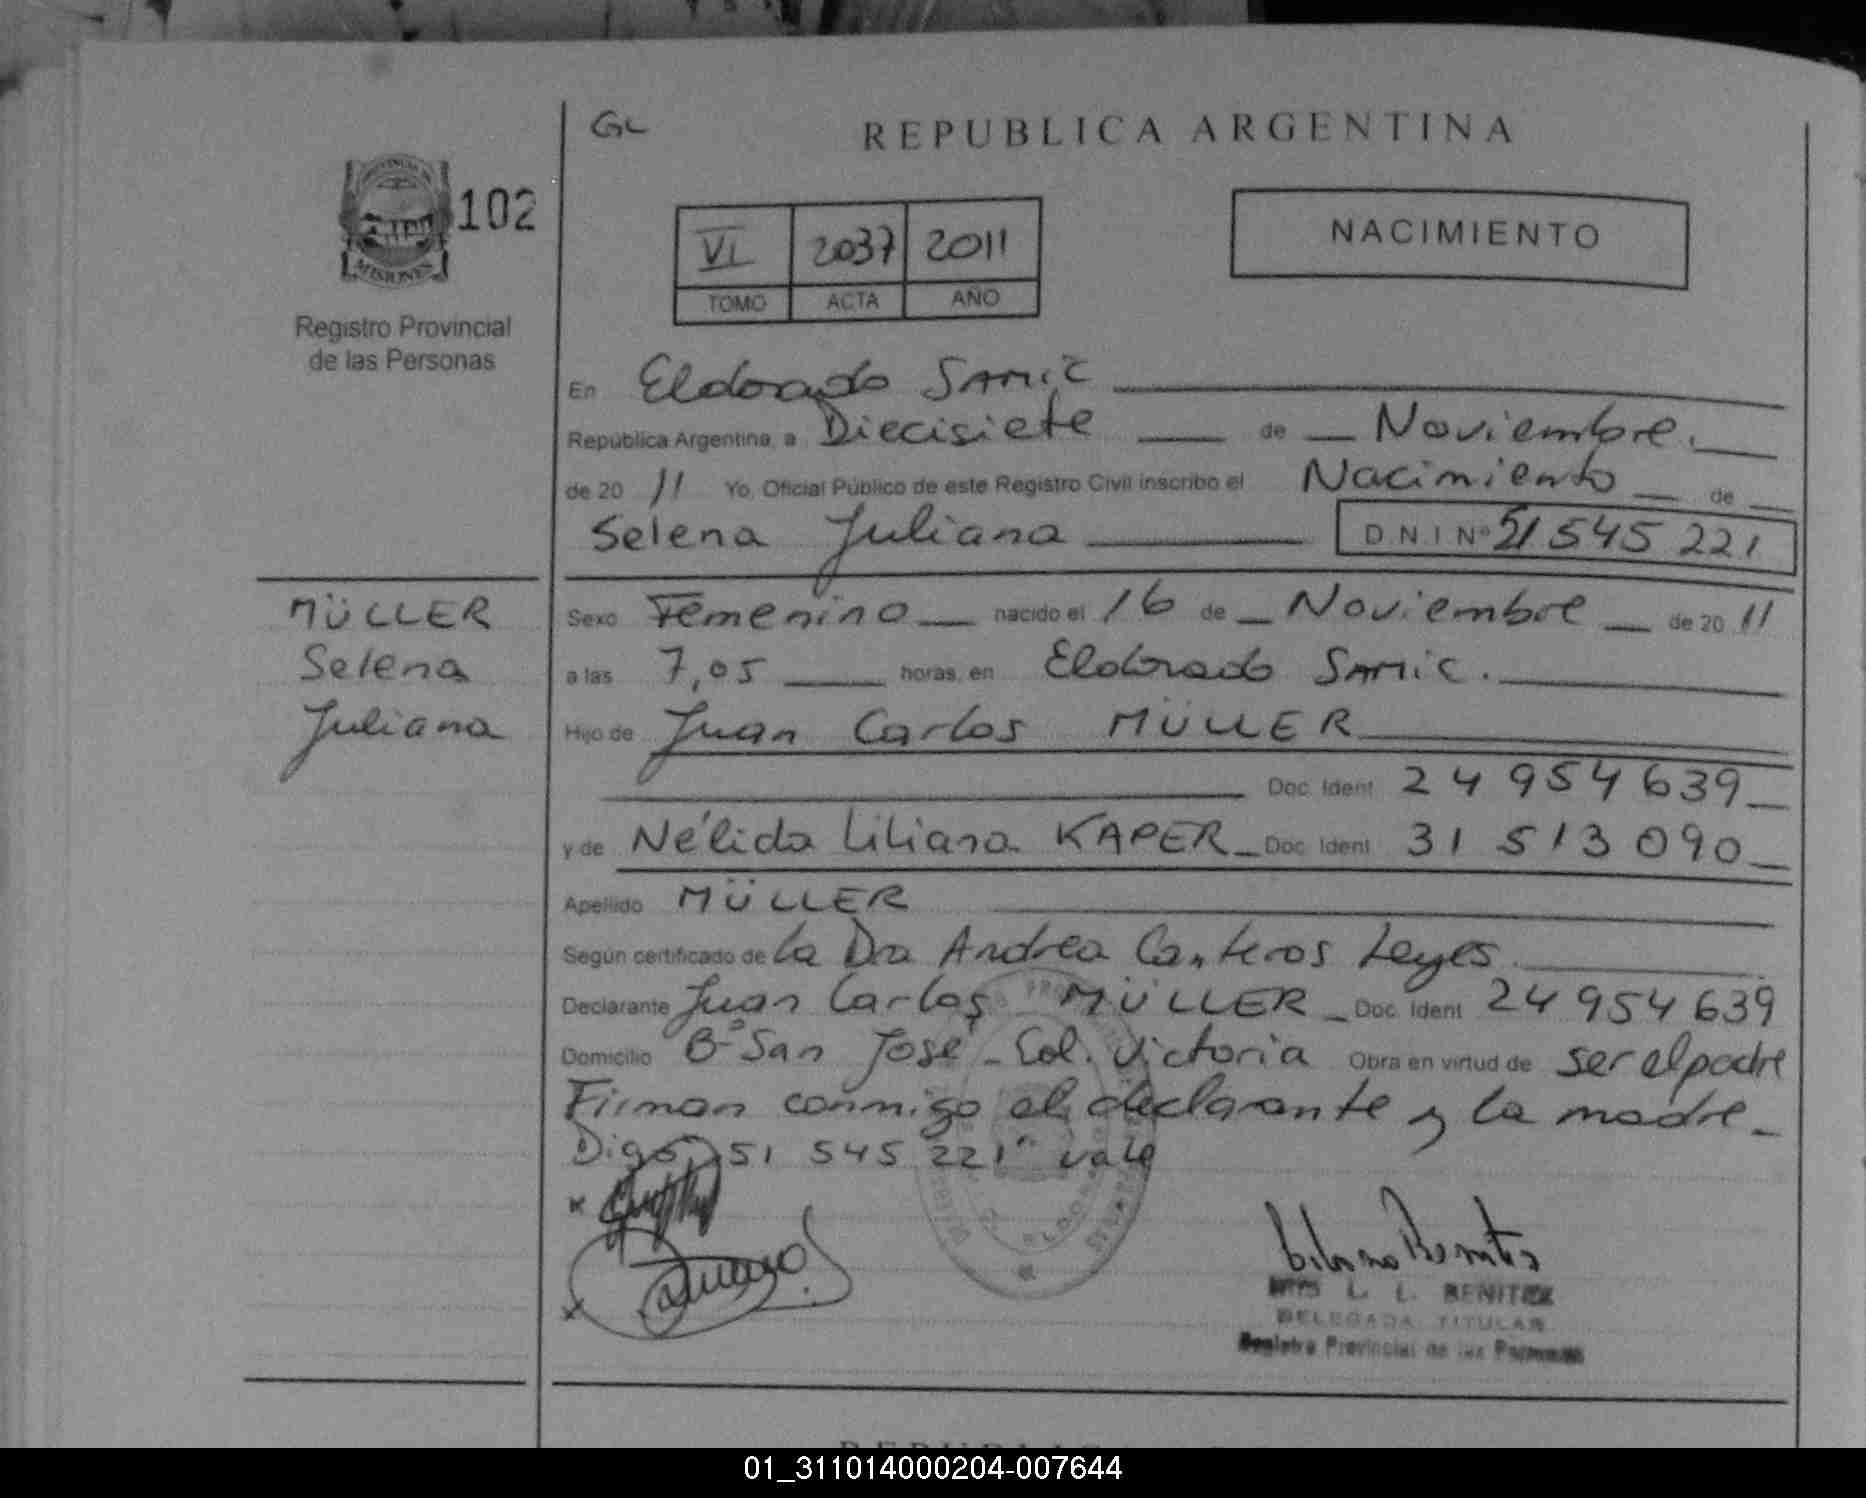 GL
REPUBLICA ARGENTINA
MISIONES
102
VI 2037 2011
TOMO ACTA AÑO
NACIMIENTO
Registro Provincial
de las Personas
En Eldorado SAMIC
República Argentina, a Diecisiete de Noviembre.
de 20 11 Yo, Oficial Público de este Registro Civil inscribo el Nacimiento de
Selena Juliana D.N.I Nº 51 545 221
MÜLLER
Selena
Juliana
Sexo Femenino nacido el 16 de Noviembre de 20 11
a las 7,05 horas, en Eldorado SAMIC.
Hijo de Juan Carlos MÜLLER
Doc. Ident 24 954 639
y de Nélida Liliana KAPER Doc. Ident 31 513 090
Apellido MÜLLER
Según certificado de la Dra Andrea Canteros Leyes
Declarante Juan Carlos MÜLLER Doc. Ident 24 954 639
Domicilio Bº San José - Col. Victoria Obra en virtud de ser el padre
Firman conmigo el declarante y la madre
Digo: 51 545 221" vale
L. L. BENITEZ
DELEGADA TITULAR
Registro Provincial de las Personas
01_311014000204-007644